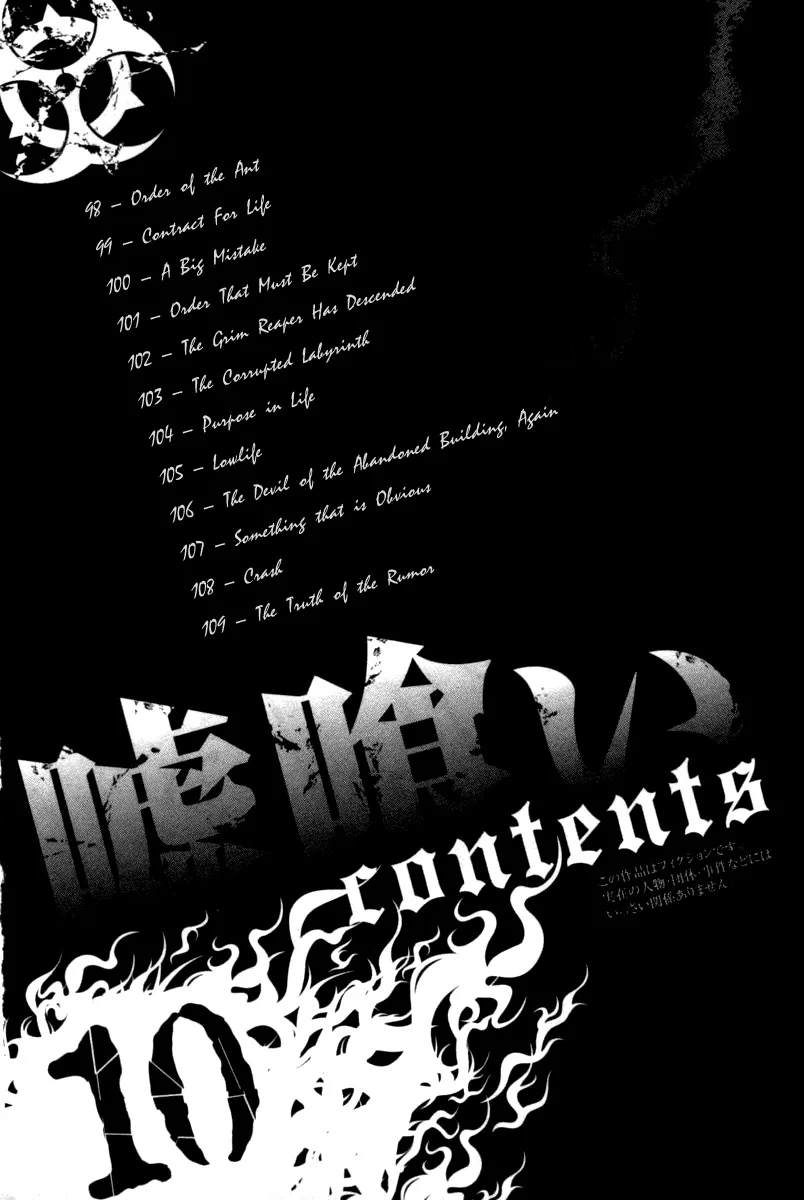 98 – Order of the Ant
99 – Contract For Life
100 – A Big Mistake
101 – Order That Must Be Kept
102 – The Grim Reaper Has Descended
103 – The Corrupted Labyrinth
104 – Purpose in Life
105 – Lowlife
106 – The Devil of the Abandoned Building, Again
107 – Something that is Obvious
108 – Crash
109 – The Truth of the Rumor
嘘喰い
contents
この作品はフィクションです。
実在の人物・団体・事件などには
いっさい関係ありません。
10